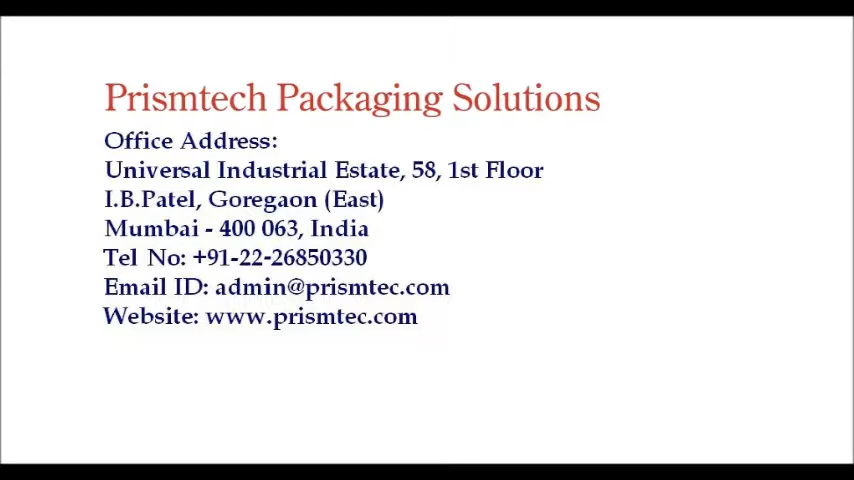 Prismtech Packaging Solutions
Office Address:
Universal Industrial Estate, 58, 1st Floor
I.B.Patel, Goregaon (East)
Mumbai - 400 063, India
Tel No: +91-22-26850330
Email ID: admin@prismtec.com
Website: www.prismtec.com